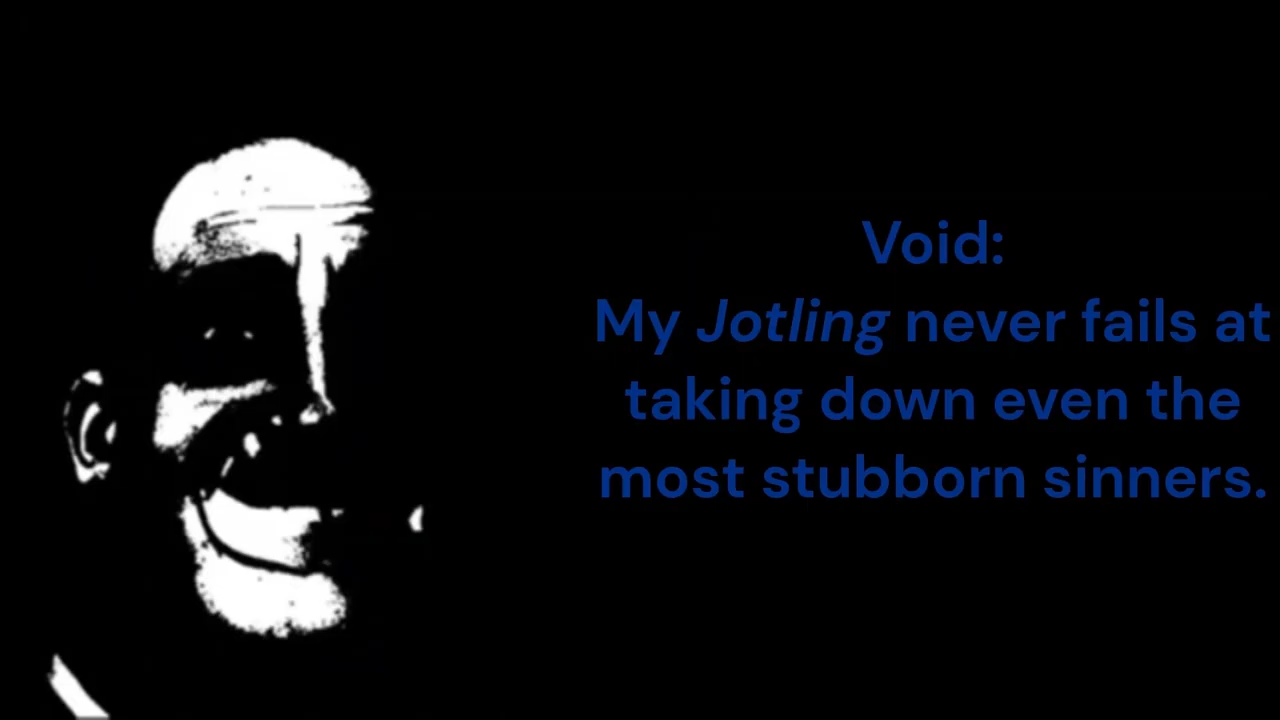 Void:
My Jotling never fails at
taking down even the
most stubborn sinners.